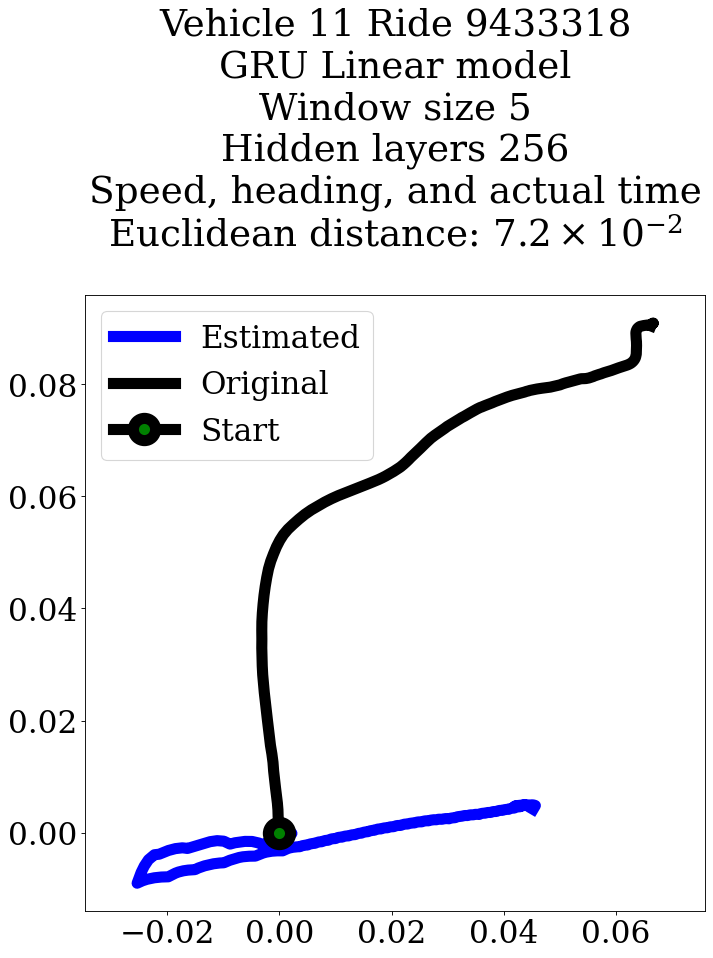 Vehicle 11 Ride 9433318
GRU Linear model
Window size 5
Hidden layers 256
Speed, heading, and actual time
Euclidean distance: 7.2 × 10⁻²
Estimated
Original
Start
0.08
0.06
0.04
0.02
0.00
−0.02 0.00 0.02 0.04 0.06